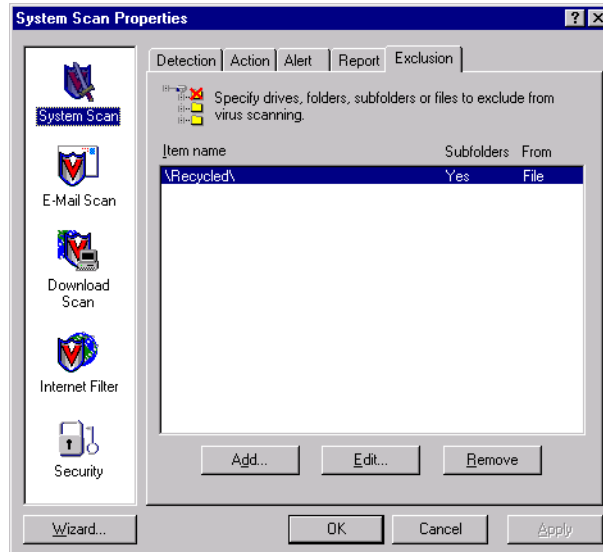 System Scan Properties
Detection Action Alert Report Exclusion
Specify drives, folders, subfolders or files to exclude from
virus scanning.
Item name Subfolders From
\Recycled\ Yes File
System Scan
E-Mail Scan
Download
Scan
Internet Filter
Security
Add... Edit... Remove
Wizard... OK Cancel Apply